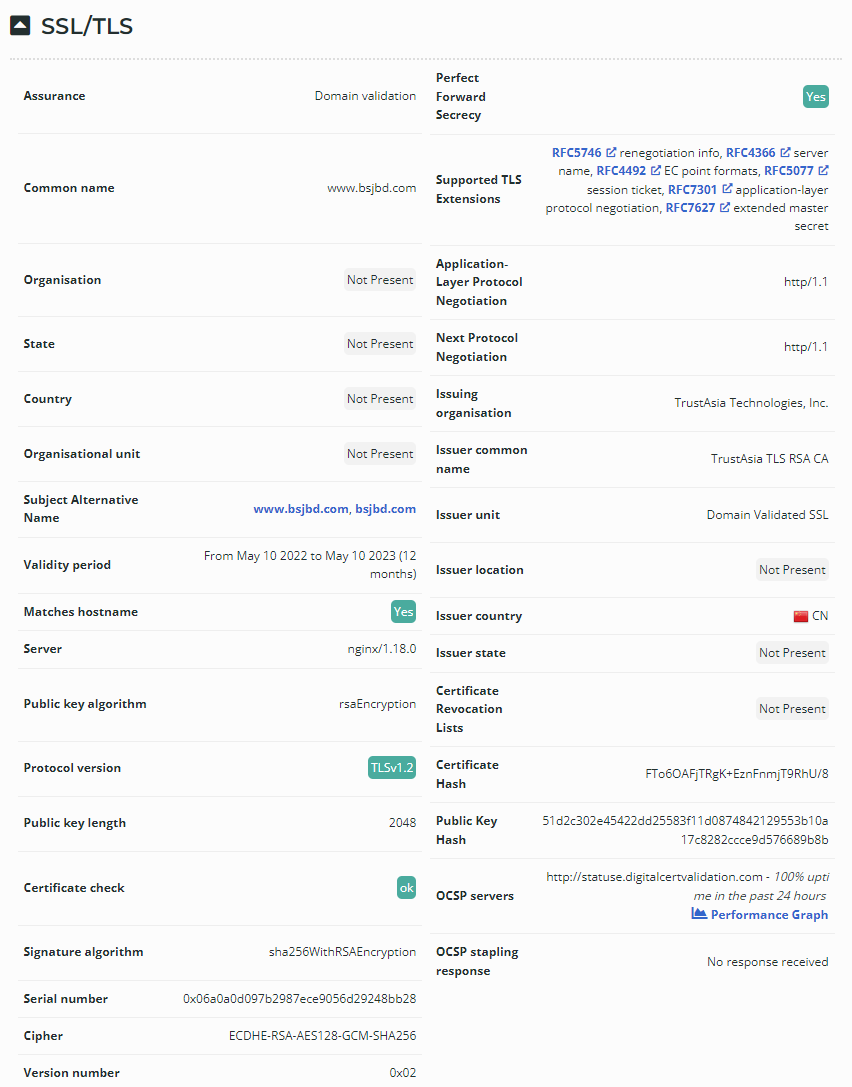 SSL/TLS
Assurance
Domain validation
Common name
www.bsjbd.com
Organisation
Not Present
State
Not Present
Country
Not Present
Organisational unit
Not Present
Subject Alternative
Name
www.bsjbd.com, bsjbd.com
Validity period
From May 10 2022 to May 10 2023 (12
months)
Matches hostname
Yes
Server
nginx/1.18.0
Public key algorithm
rsaEncryption
Protocol version
TLSv1.2
Public key length
2048
Certificate check
ok
Signature algorithm
sha256WithRSAEncryption
Serial number
0x06a0a0d097b2987ece9056d29248bb28
Cipher
ECDHE-RSA-AES128-GCM-SHA256
Version number
0x02
Perfect
Forward
Secrecy
Yes
Supported TLS
Extensions
RFC5746 renegotiation info, RFC4366 server
name, RFC4492 EC point formats, RFC5077
session ticket, RFC7301 application-layer
protocol negotiation, RFC7627 extended master
secret
Application-
Layer Protocol
Negotiation
http/1.1
Next Protocol
Negotiation
http/1.1
Issuing
organisation
TrustAsia Technologies, Inc.
Issuer common
name
TrustAsia TLS RSA CA
Issuer unit
Domain Validated SSL
Issuer location
Not Present
Issuer country
CN
Issuer state
Not Present
Certificate
Revocation
Lists
Not Present
Certificate
Hash
FTo6OAFjTRgK+EznFnmjT9RhU/8
Public Key
Hash
51d2c302e45422dd25583f11d0874842129553b10a
17c8282ccce9d576689b8b
OCSP servers
http://statuse.digitalcertvalidation.com - 100% upti
me in the past 24 hours
Performance Graph
OCSP stapling
response
No response received